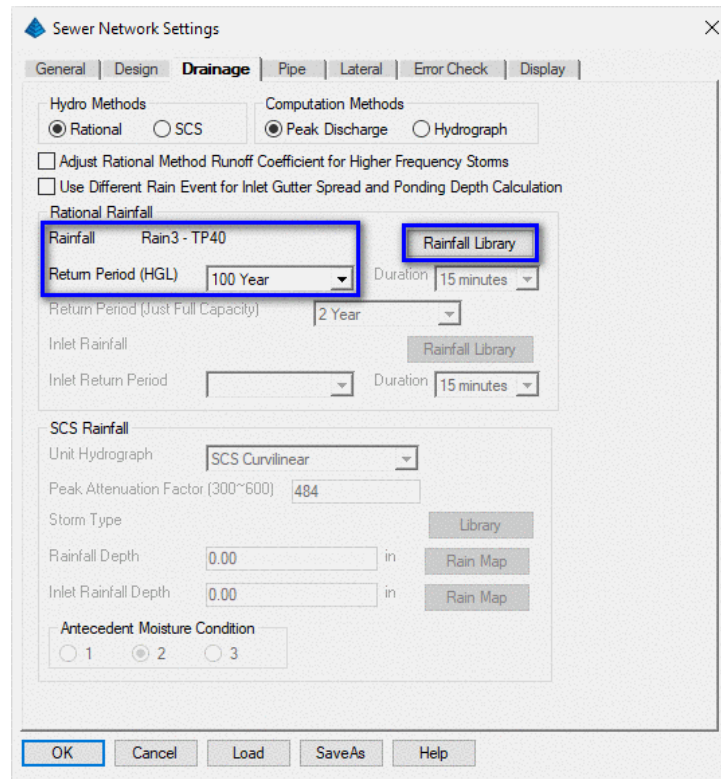 Sewer Network Settings
General Design Drainage Pipe Lateral Error Check Display
Hydro Methods Computation Methods
Rational SCS Peak Discharge Hydrograph
Adjust Rational Method Runoff Coefficient for Higher Frequency Storms
Use Different Rain Event for Inlet Gutter Spread and Ponding Depth Calculation
Rational Rainfall
Rainfall Rain3 - TP40 Rainfall Library
Return Period (HGL) 100 Year Duration 15 minutes
Return Period (Just Full Capacity) 2 Year
Inlet Rainfall Rainfall Library
Inlet Return Period Duration 15 minutes
SCS Rainfall
Unit Hydrograph SCS Curvilinear
Peak Attenuation Factor (300~600) 484
Storm Type Library
Rainfall Depth 0.00 in Rain Map
Inlet Rainfall Depth 0.00 in Rain Map
Antecedent Moisture Condition
1 2 3
OK Cancel Load SaveAs Help